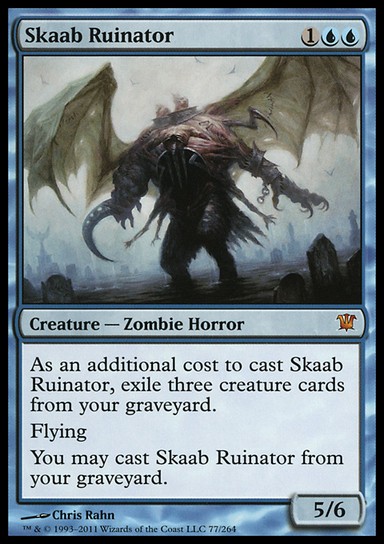 Skaab Ruinator 1
Creature — Zombie Horror
As an additional cost to cast Skaab
Ruinator, exile three creature cards
from your graveyard.
Flying
You may cast Skaab Ruinator from
your graveyard.
5/6
Chris Rahn
™ & © 1993–2011 Wizards of the Coast LLC 77/264